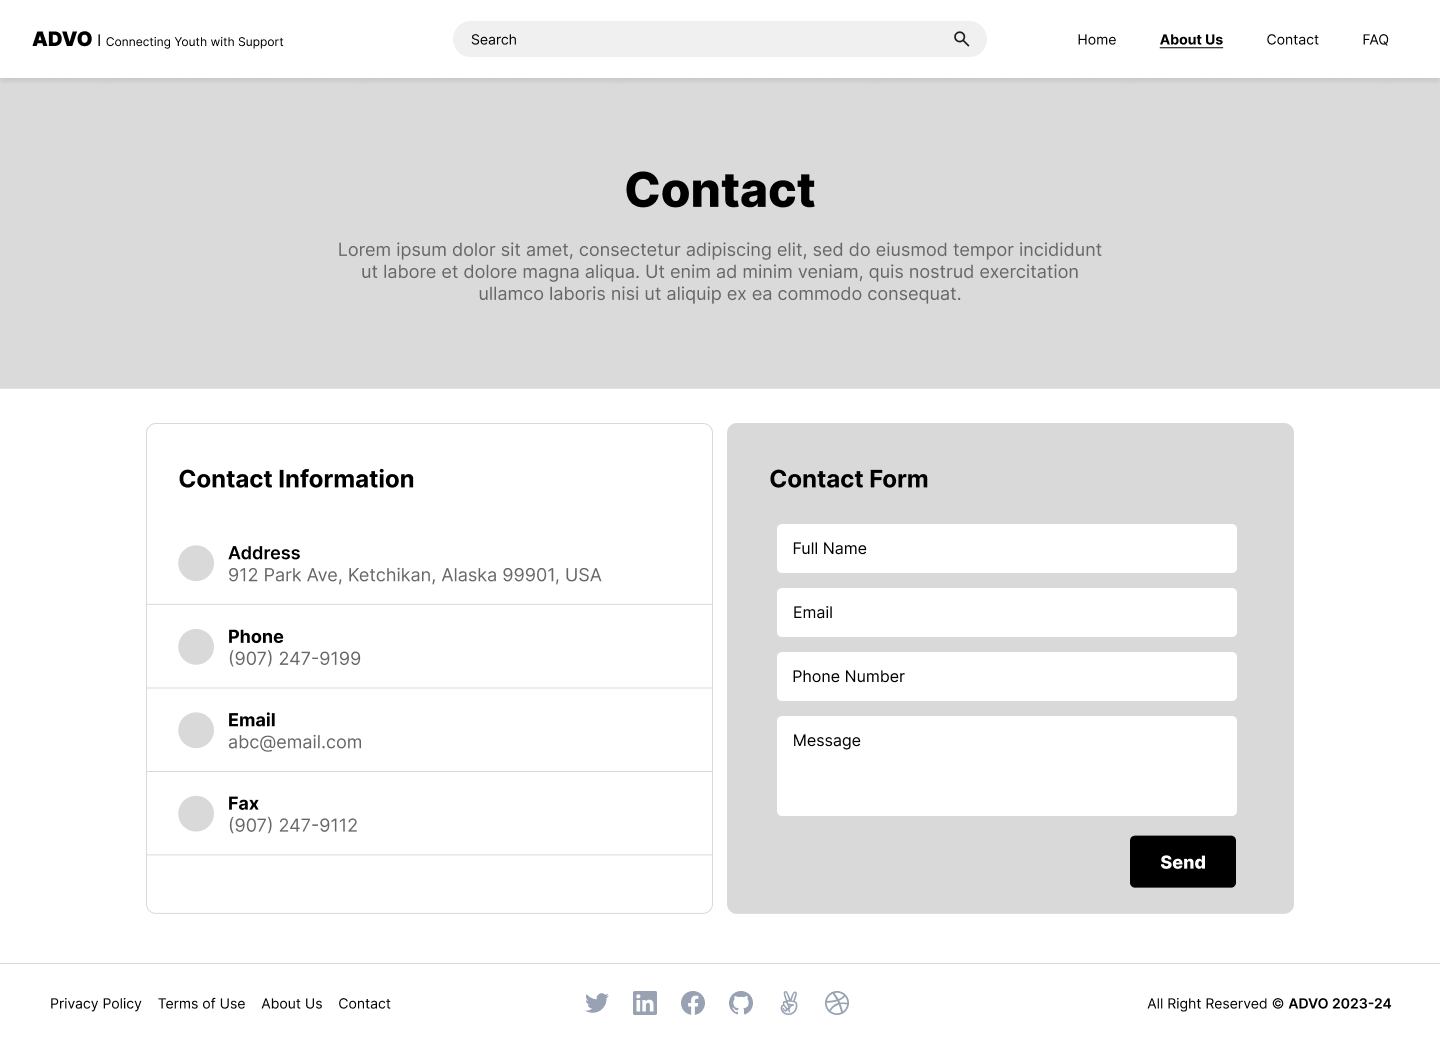 ADVO | Connecting Youth with Support
Search
Home
About Us
Contact
FAQ
Contact
Lorem ipsum dolor sit amet, consectetur adipiscing elit, sed do eiusmod tempor incididunt
ut labore et dolore magna aliqua. Ut enim ad minim veniam, quis nostrud exercitation
ullamco laboris nisi ut aliquip ex ea commodo consequat.
Contact Information
Address
912 Park Ave, Ketchikan, Alaska 99901, USA
Phone
(907) 247-9199
Email
abc@email.com
Fax
(907) 247-9112
Contact Form
Full Name
Email
Phone Number
Message
Send
Privacy Policy
Terms of Use
About Us
Contact
All Right Reserved © ADVO 2023-24